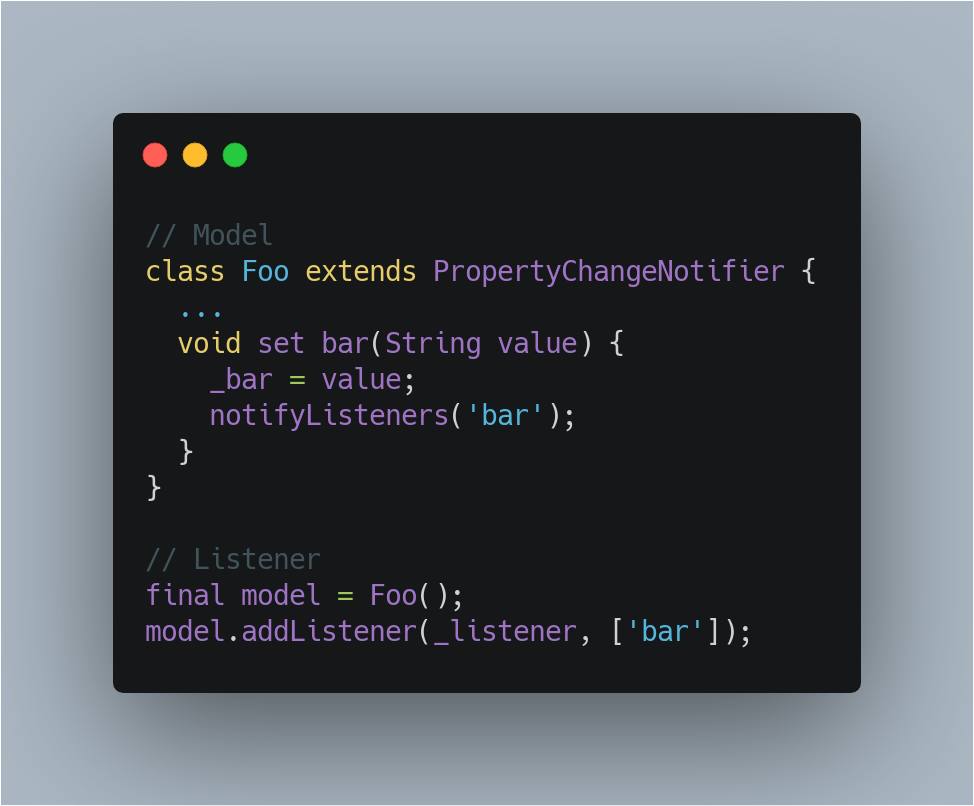 // Model
class Foo extends PropertyChangeNotifier {
  ...
  void set bar(String value) {
    _bar = value;
    notifyListeners('bar');
  }
}

// Listener
final model = Foo();
model.addListener(_listener, ['bar']);